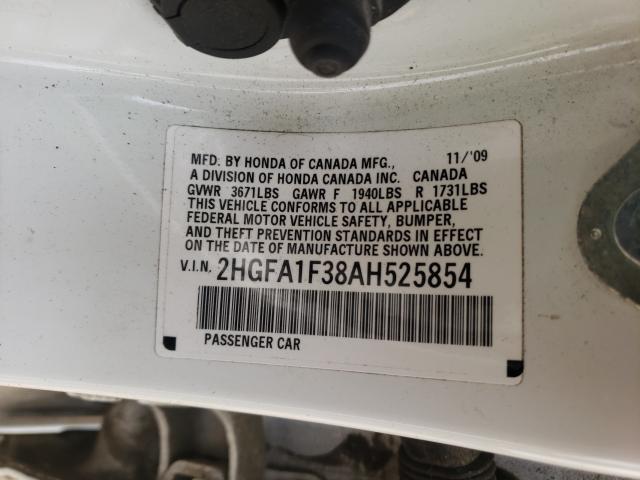 MFD. BY HONDA OF CANADA MFG., 11/'09
A DIVISION OF HONDA CANADA INC. CANADA
GVWR 3671LBS GAWR F 1940LBS R 1731LBS
THIS VEHICLE CONFORMS TO ALL APPLICABLE
FEDERAL MOTOR VEHICLE SAFETY, BUMPER,
AND THEFT PREVENTION STANDARDS IN EFFECT
ON THE DATE OF MANUFACTURE SHOWN ABOVE.
V.I.N. 2HGFA1F38AH525854
PASSENGER CAR